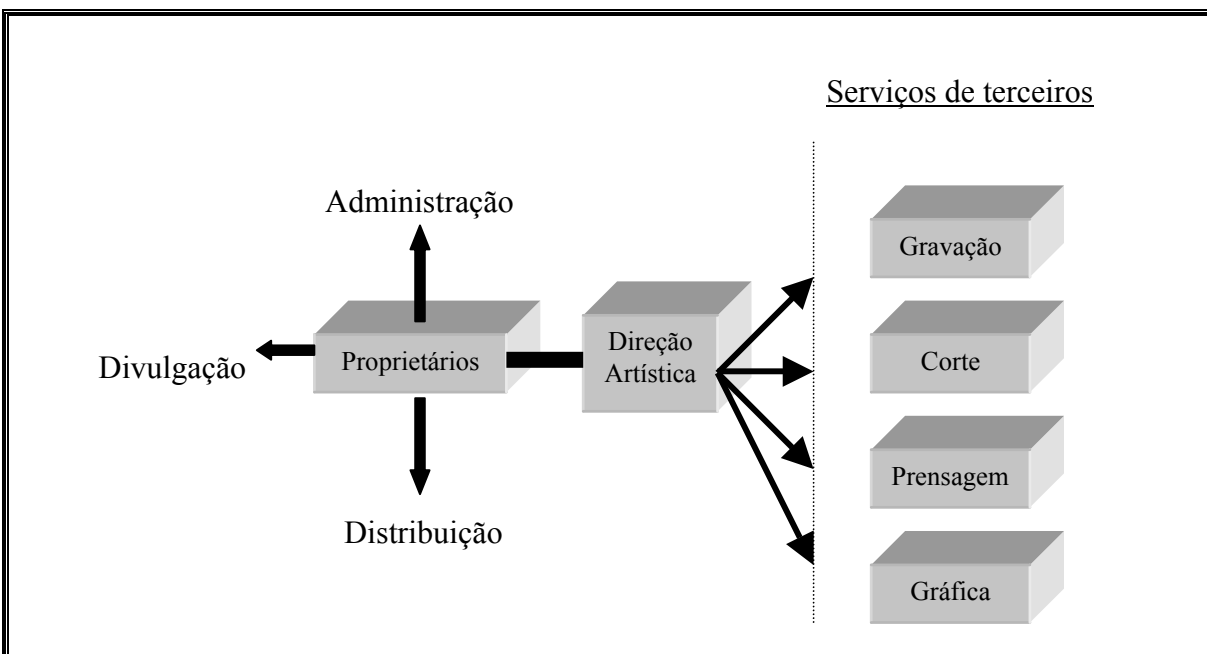 Serviços de terceiros
Administração
Divulgação
Proprietários
Distribuição
Direção
Artística
Gravação
Corte
Prensagem
Gráfica